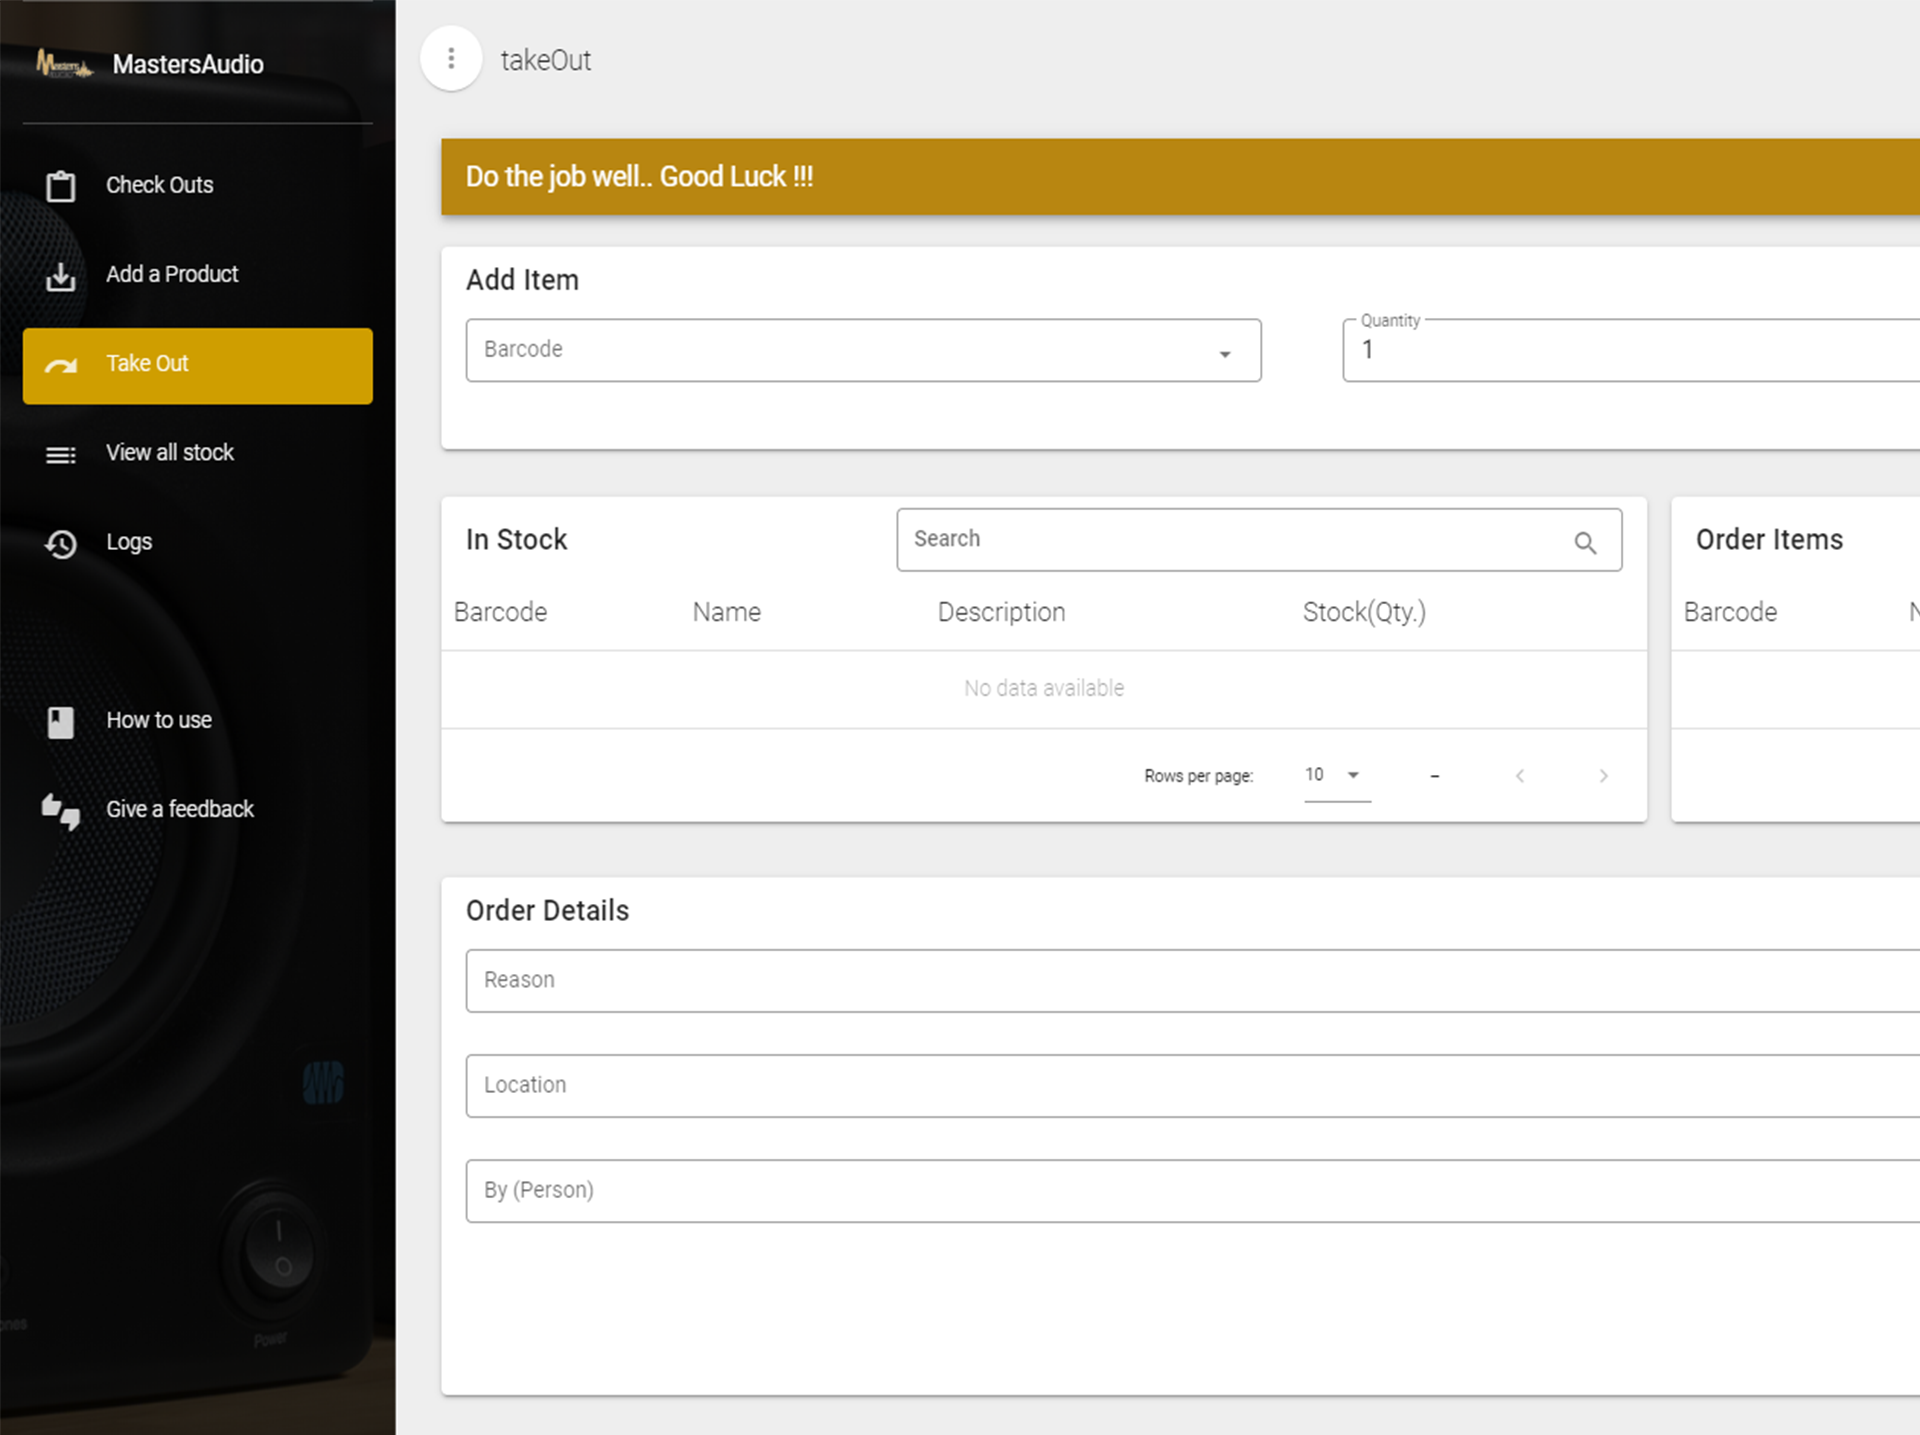 MastersAudio
Check Outs
Add a Product
Take Out
View all stock
Logs
How to use
Give a feedback
Power
takeOut
Do the job well.. Good Luck !!!
Add Item
Barcode
Quantity
1
In Stock
Search
Barcode Name Description Stock(Qty.)
No data available
Rows per page: 10 –
Order Items
Barcode
Order Details
Reason
Location
By (Person)